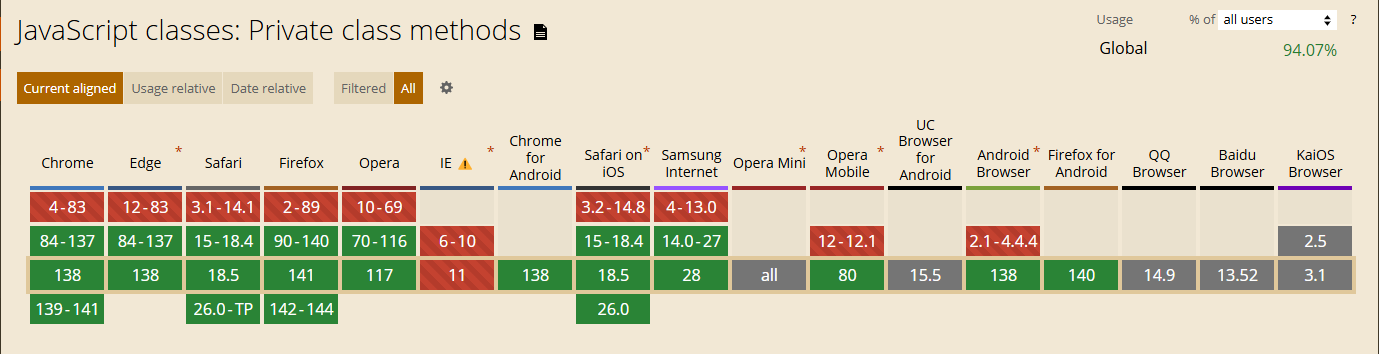 JavaScript classes: Private class methods
Usage % of all users ?
Global 94.07%
Current aligned Usage relative Date relative Filtered All
Chrome Edge * Safari Firefox Opera IE * Chrome for Android Safari on iOS * Samsung Internet Opera Mini * Opera Mobile * UC Browser for Android Android Browser * Firefox for Android QQ Browser Baidu Browser KaiOS Browser
4-83 12-83 3.1-14.1 2-89 10-69 3.2-14.8 4-13.0
84-137 84-137 15-18.4 90-140 70-116 6-10 15-18.4 14.0-27 12-12.1 2.1-4.4.4 2.5
138 138 18.5 141 117 11 138 18.5 28 all 80 15.5 138 140 14.9 13.52 3.1
139-141 26.0-TP 142-144 26.0